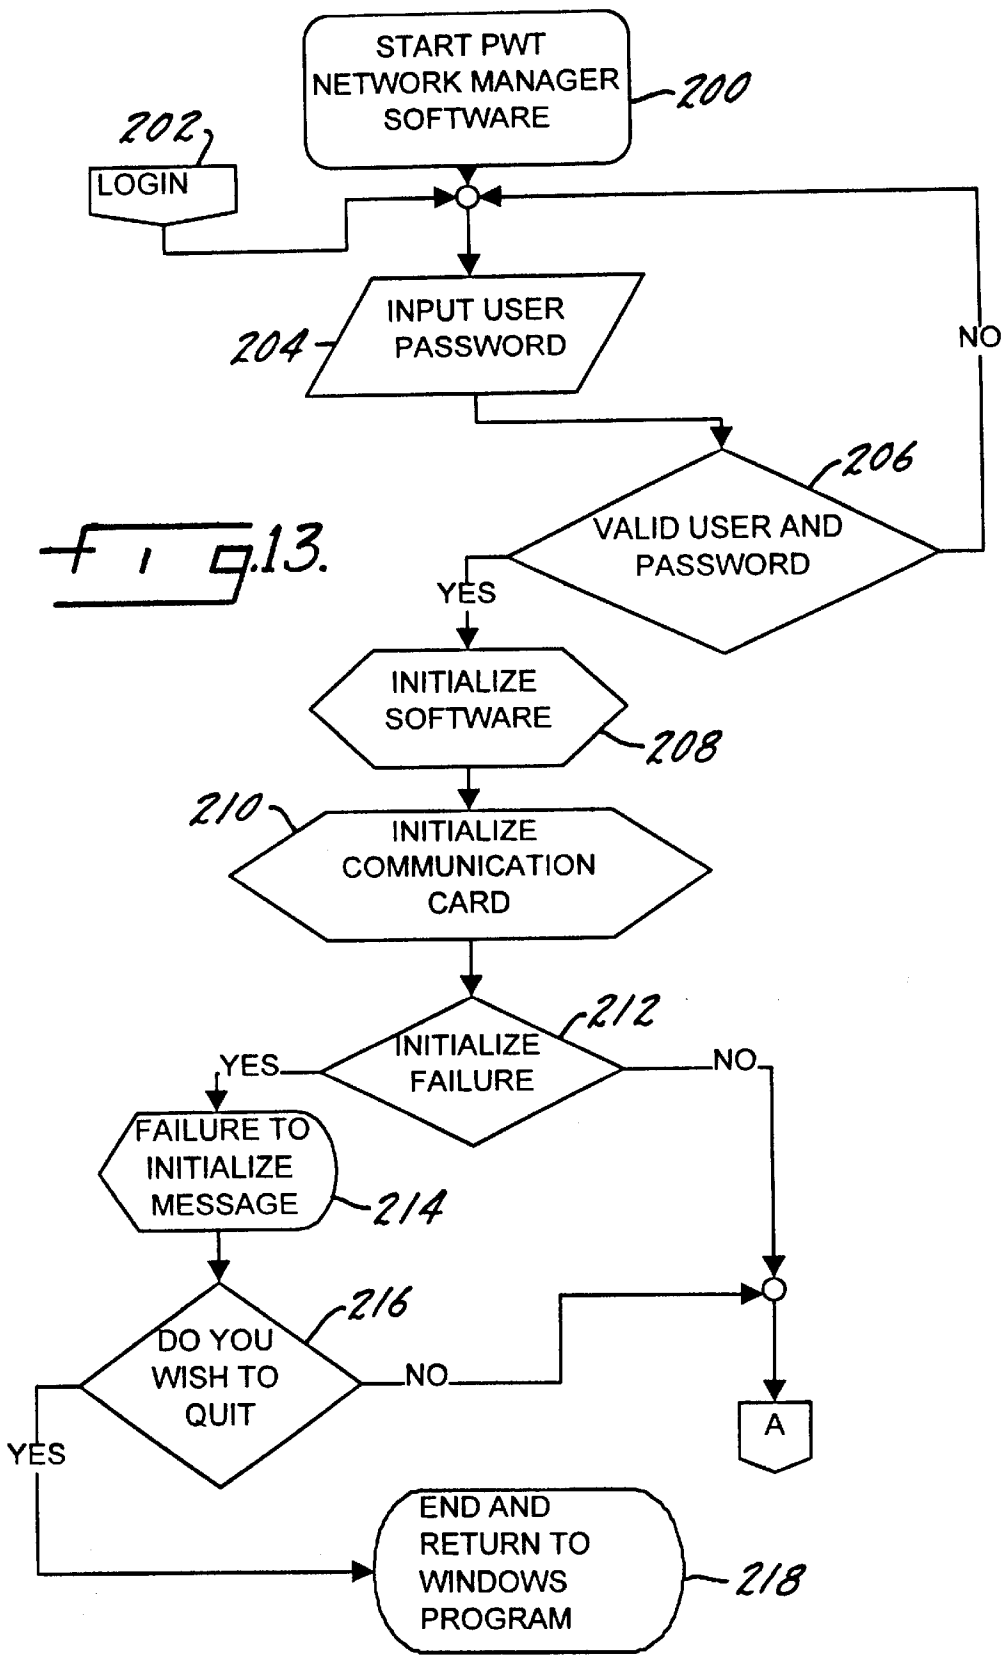 START PWT
NETWORK MANAGER
SOFTWARE
200
202
LOGIN
INPUT USER
PASSWORD
204
NO
206
VALID USER AND
PASSWORD
Fig.13.
YES
INITIALIZE
SOFTWARE
208
210
INITIALIZE
COMMUNICATION
CARD
212
INITIALIZE
FAILURE
YES
NO
FAILURE TO
INITIALIZE
MESSAGE
214
216
DO YOU
WISH TO
QUIT
NO
A
YES
END AND
RETURN TO
WINDOWS
PROGRAM
218